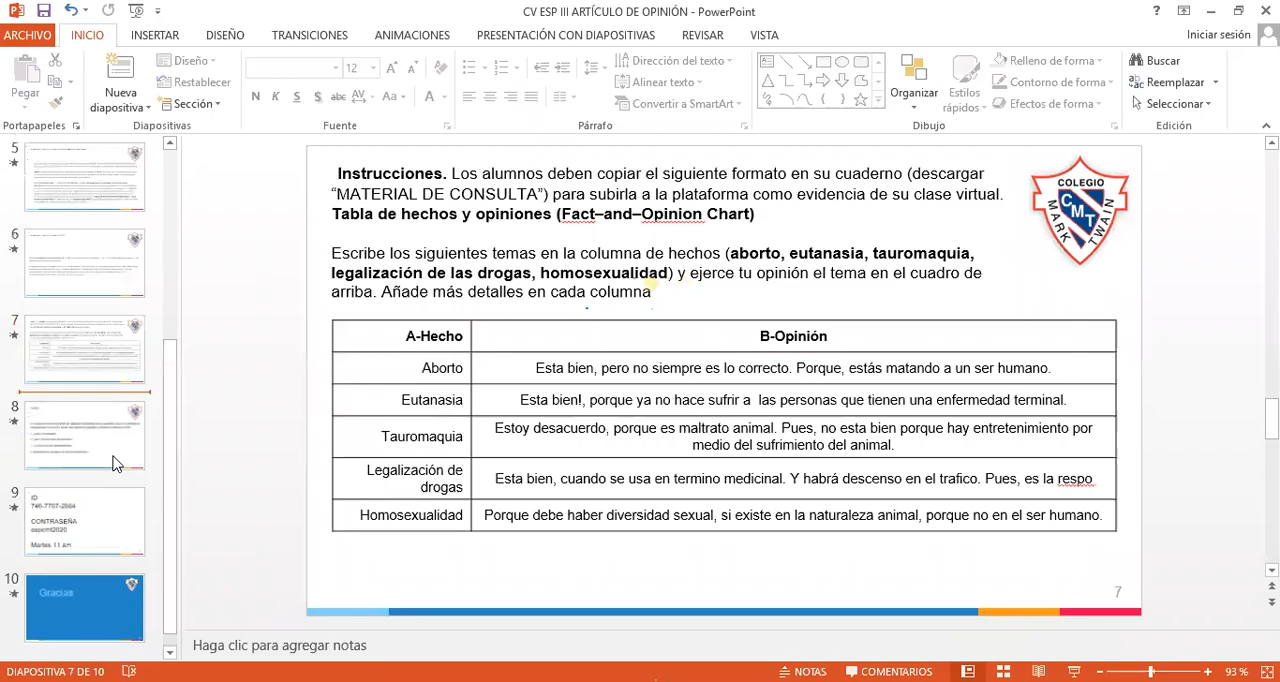 CV ESP III ARTÍCULO DE OPINIÓN - PowerPoint
ARCHIVO INICIO INSERTAR DISEÑO TRANSICIONES ANIMACIONES PRESENTACIÓN CON DIAPOSITIVAS REVISAR VISTA Iniciar sesión
Pegar
Nueva
diapositiva
Diseño
Restablecer
Sección
12
N K S S abc AV Aa A
Dirección del texto
Alinear texto
Convertir a SmartArt
Organizar
Estilos
rápidos
Relleno de forma
Contorno de forma
Efectos de forma
Buscar
Reemplazar
Seleccionar
Portapapeles Diapositivas Fuente Párrafo Dibujo Edición
5
6
7
8
9
ID
CONTRASEÑA
Martes 11 Am
10
Gracias
Instrucciones. Los alumnos deben copiar el siguiente formato en su cuaderno (descargar
“MATERIAL DE CONSULTA”) para subirla a la plataforma como evidencia de su clase virtual.
Tabla de hechos y opiniones (Fact–and–Opinion Chart)
Escribe los siguientes temas en la columna de hechos (aborto, eutanasia, tauromaquia,
legalización de las drogas, homosexualidad) y ejerce tu opinión el tema en el cuadro de
arriba. Añade más detalles en cada columna
COLEGIO
CMT
MARK TWAIN
A-Hecho B-Opinión
Aborto Esta bien, pero no siempre es lo correcto. Porque, estás matando a un ser humano.
Eutanasia Esta bien!, porque ya no hace sufrir a las personas que tienen una enfermedad terminal.
Tauromaquia Estoy desacuerdo, porque es maltrato animal. Pues, no esta bien porque hay entretenimiento por
medio del sufrimiento del animal.
Legalización de
drogas Esta bien, cuando se usa en termino medicinal. Y habrá descenso en el trafico. Pues, es la respo
Homosexualidad Porque debe haber diversidad sexual, si existe en la naturaleza animal, porque no en el ser humano.
7
Haga clic para agregar notas
DIAPOSITIVA 7 DE 10 NOTAS COMENTARIOS 93 %